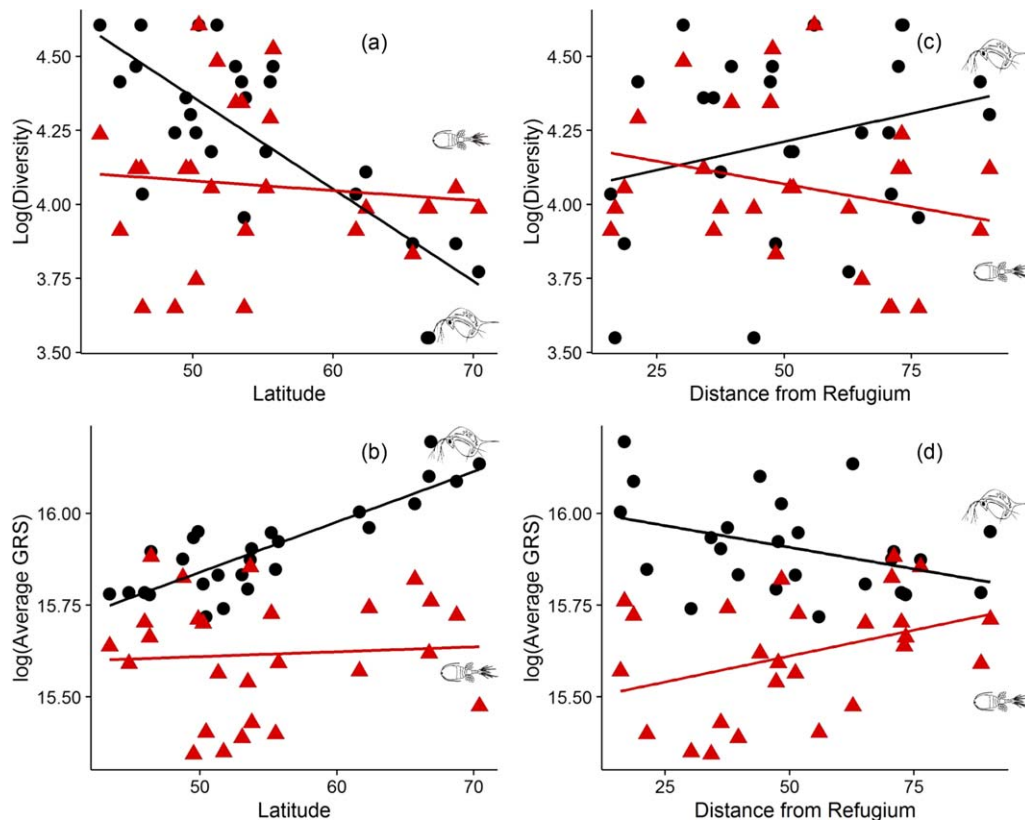 (a)
Log(Diversity)
4.50
4.25
4.00
3.75
3.50
50
60
70
Latitude
(c)
Log(Diversity)
4.50
4.25
4.00
3.75
3.50
25
50
75
Distance from Refugium
(b)
log(Average GRS)
16.00
15.75
15.50
50
60
70
Latitude
(d)
log(Average GRS)
16.00
15.75
15.50
25
50
75
Distance from Refugium